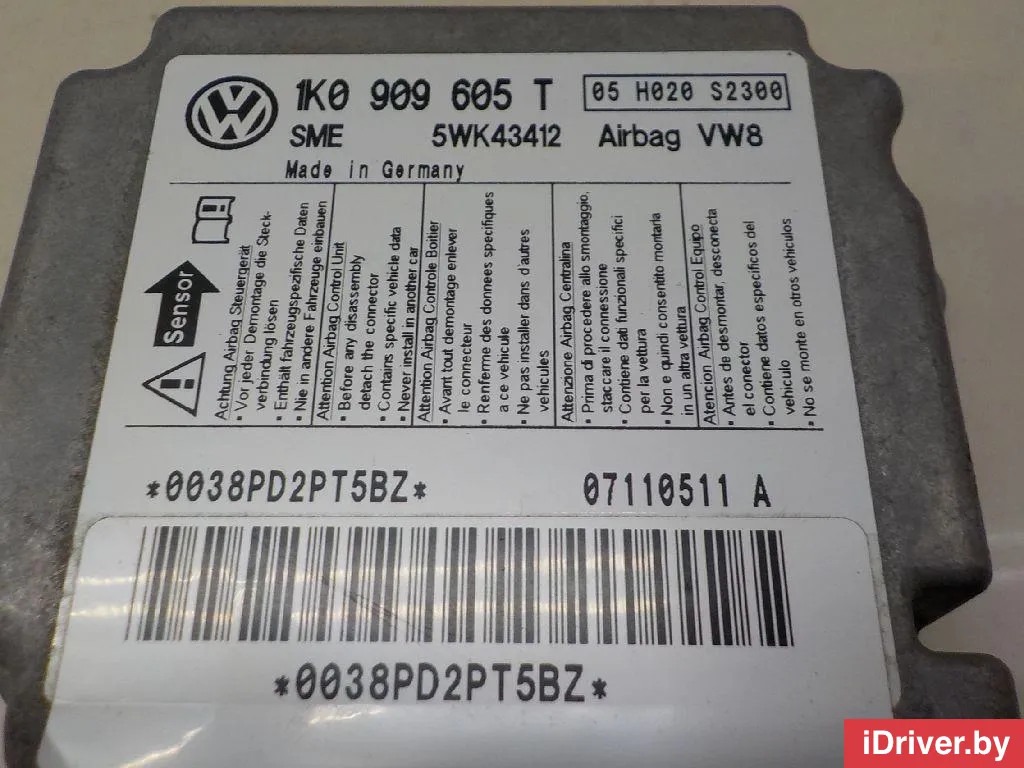 1K0 909 605 T
05 H020 S2300
SME 5WK43412 Airbag VW8
Made in Germany
Sensor
Achtung Airbag Steuergerät
• Vor jeder Demontage die Steck-
verbindung lösen
• Enthält fahrzeugspezifische Daten
• Nie in andere Fahrzeuge einbauen
Attention Airbag Control Unit
• Before any disassembly
detach the connector
• Contains specific vehicle data
• Never install in another car
Attention Airbag Controle Boitier
• Avant tout demontage enlever
le connecteur
• Renferme des donnees specifiques
a ce vehicule
• Ne pas installer dans d'autres
vehicules
Attenzione Airbag Centralina
• Prima di procedere allo smontaggio,
staccare il connessione
• Contiene dati funzionali specifici
per la vettura
• Non e quindi consentito montarla
in un altra vettura
Atencion Airbag Control Equipo
• Antes de desmontar, desconecta
el conector
• Contiene datos especificos del
vehiculo
• No se monte en otros vehiculos
*0038PD2PT5BZ* 07110511 A
*0038PD2PT5BZ*
iDriver.by